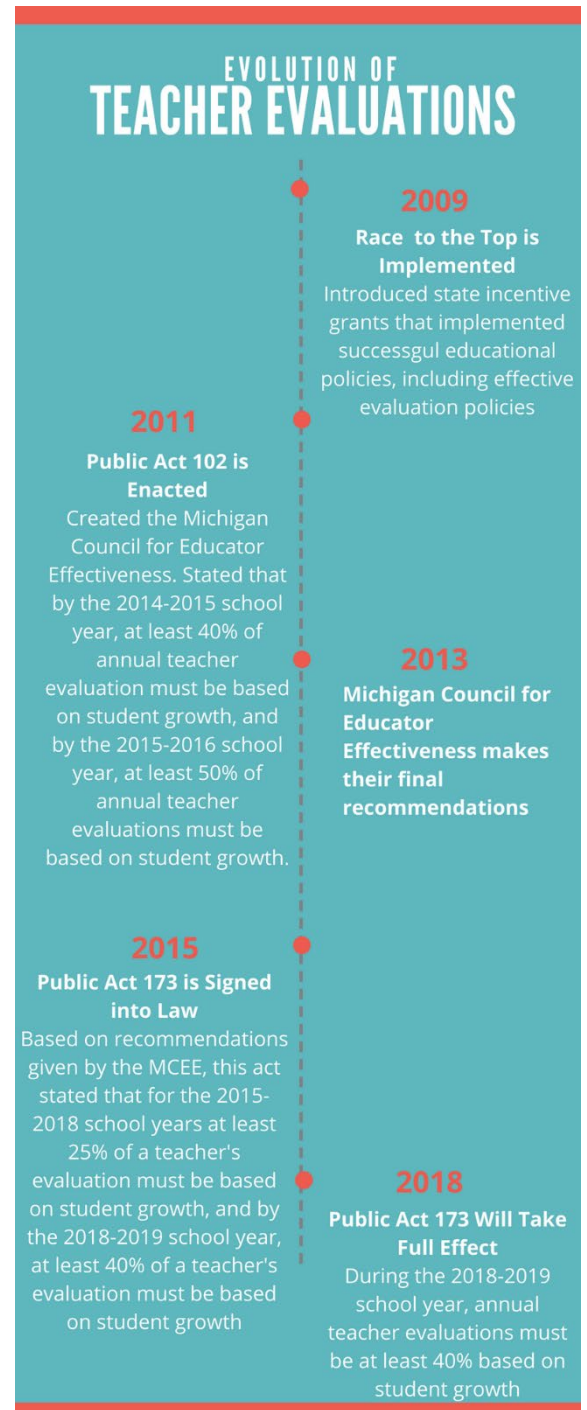 EVOLUTION OF
TEACHER EVALUATIONS
2009
Race to the Top is
Implemented
Introduced state incentive
grants that implemented
successgul educational
policies, including effective
evaluation policies
2011
Public Act 102 is
Enacted
Created the Michigan
Council for Educator
Effectiveness. Stated that
by the 2014-2015 school
year, at least 40% of
annual teacher
evaluation must be based
on student growth, and
by the 2015-2016 school
year, at least 50% of
annual teacher
evaluations must be
based on student growth.
2013
Michigan Council for
Educator
Effectiveness makes
their final
recommendations
2015
Public Act 173 is Signed
into Law
Based on recommendations
given by the MCEE, this act
stated that for the 2015-
2018 school years at least
25% of a teacher's
evaluation must be based
on student growth, and by
the 2018-2019 school year,
at least 40% of a teacher's
evaluation must be based
on student growth
2018
Public Act 173 Will Take
Full Effect
During the 2018-2019
school year, annual
teacher evaluations must
be at least 40% based on
student growth